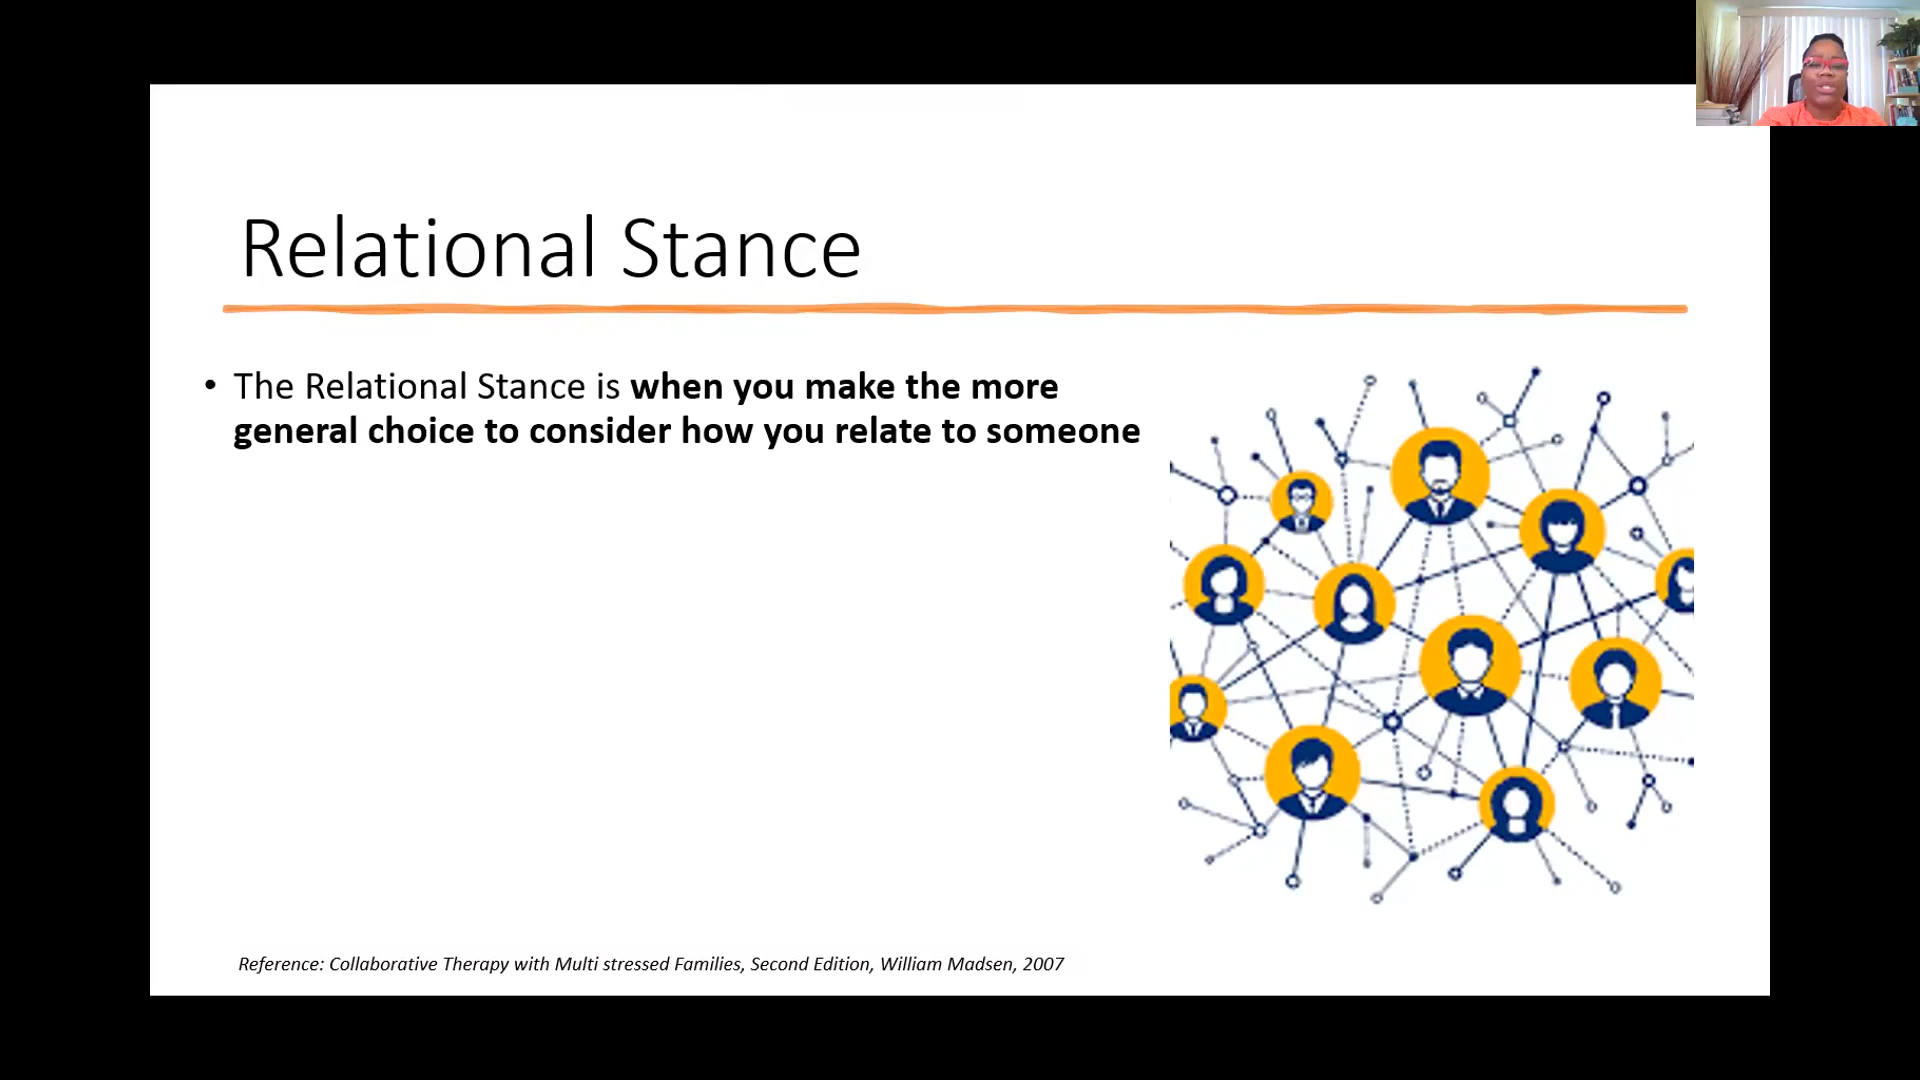 Relational Stance
• The Relational Stance is when you make the more
general choice to consider how you relate to someone
Reference: Collaborative Therapy with Multi stressed Families, Second Edition, William Madsen, 2007